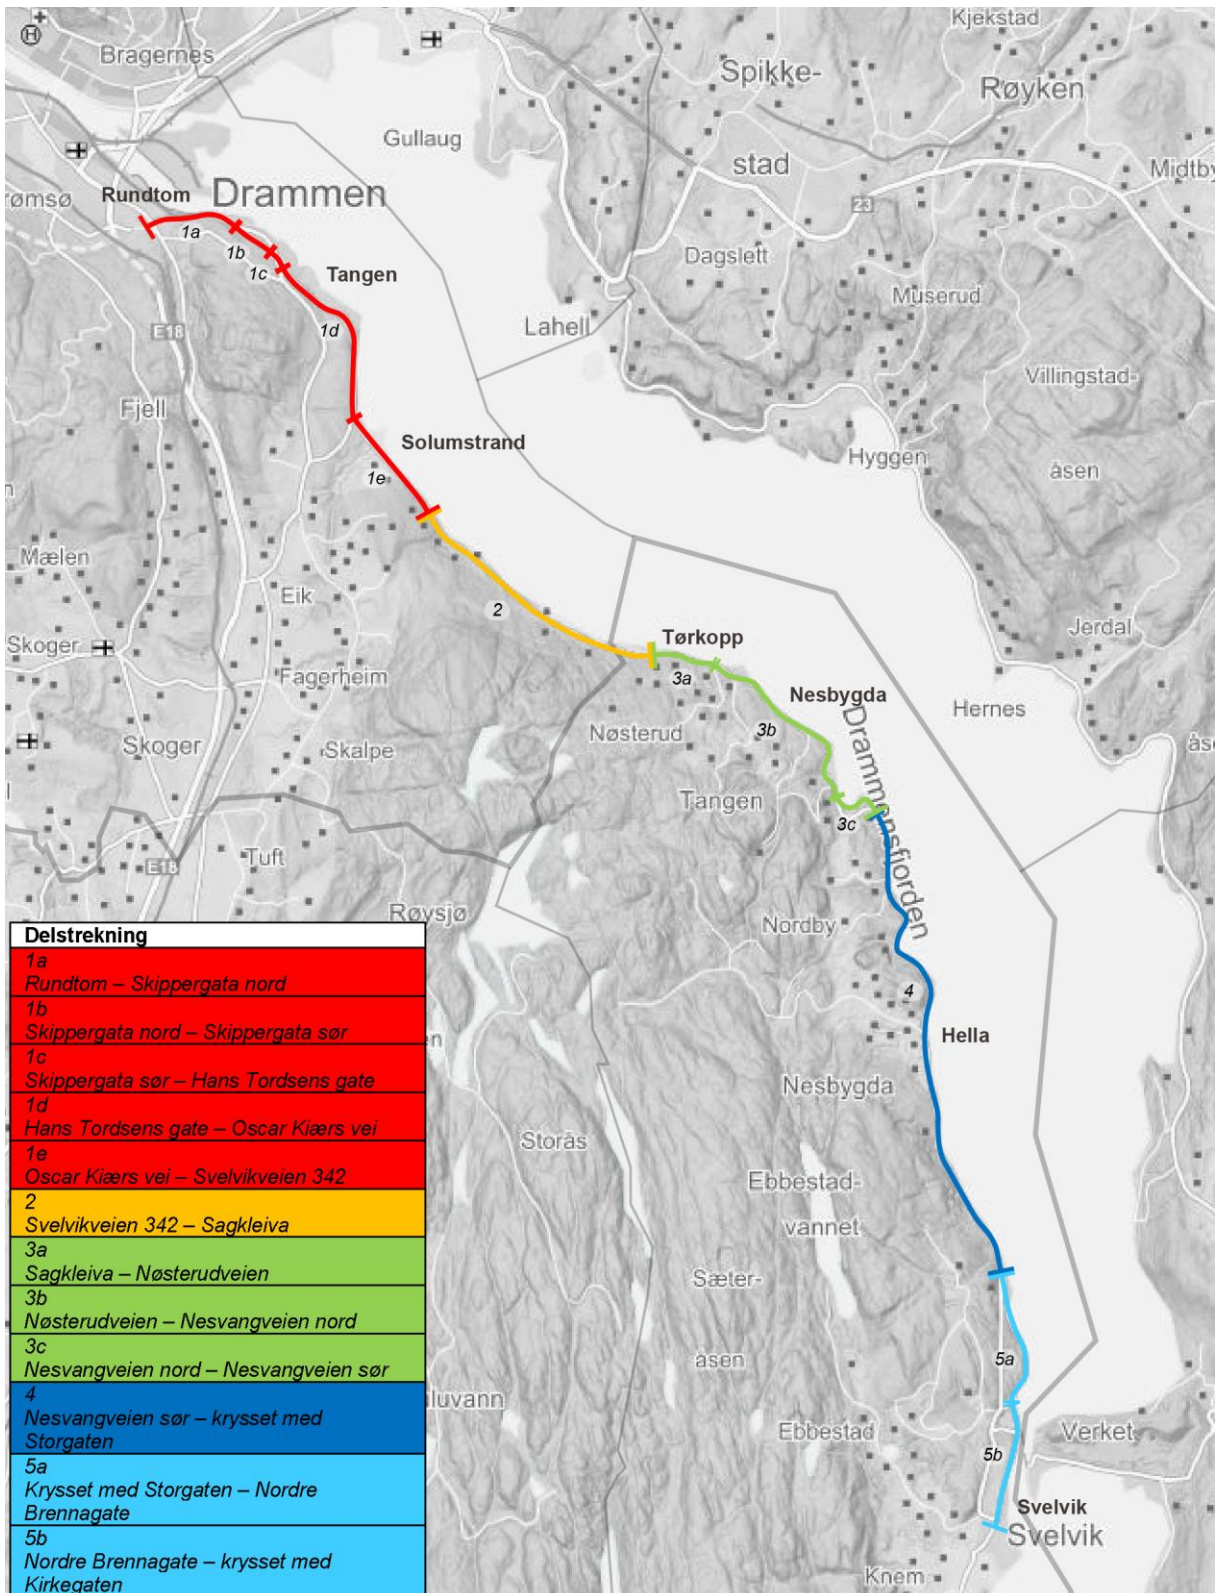 H
Bragernes
Kjekstad
Spikke-
Røyken
Gullaug
stad
Midtby
Rundtom
Drammen
rømsø
23
1a
1b
1c
Tangen
Dagslett
Muserud
1d
E18
Lahell
Villingstad-
Fjell
Solumstrand
Hyggen
åsen
1e
Mælen
Eik
2
Skoger
Tørkopp
Jerdal
Fagerheim
3a
Nesbygda
Hernes
Skoger
Skalpe
Nøsterud
3b
Drammensfjorden
Tangen
3c
E18
Tuft
Røysjø
Nordby
4
Hella
Nesbygda
Storås
Ebbestad-
vannet
Sæter-
åsen
5a
Ebbestad
Verket
5b
Svelvik
Svelvik
Knem
Delstrekning
1a
Rundtom – Skippergata nord
1b
Skippergata nord – Skippergata sør
1c
Skippergata sør – Hans Tordsens gate
1d
Hans Tordsens gate – Oscar Kiærs vei
1e
Oscar Kiærs vei – Svelvikveien 342
2
Svelvikveien 342 – Sagkleiva
3a
Sagkleiva – Nøsterudveien
3b
Nøsterudveien – Nesvangveien nord
3c
Nesvangveien nord – Nesvangveien sør
4
Nesvangveien sør – krysset med
Storgaten
5a
Krysset med Storgaten – Nordre
Brennagate
5b
Nordre Brennagate – krysset med
Kirkegaten